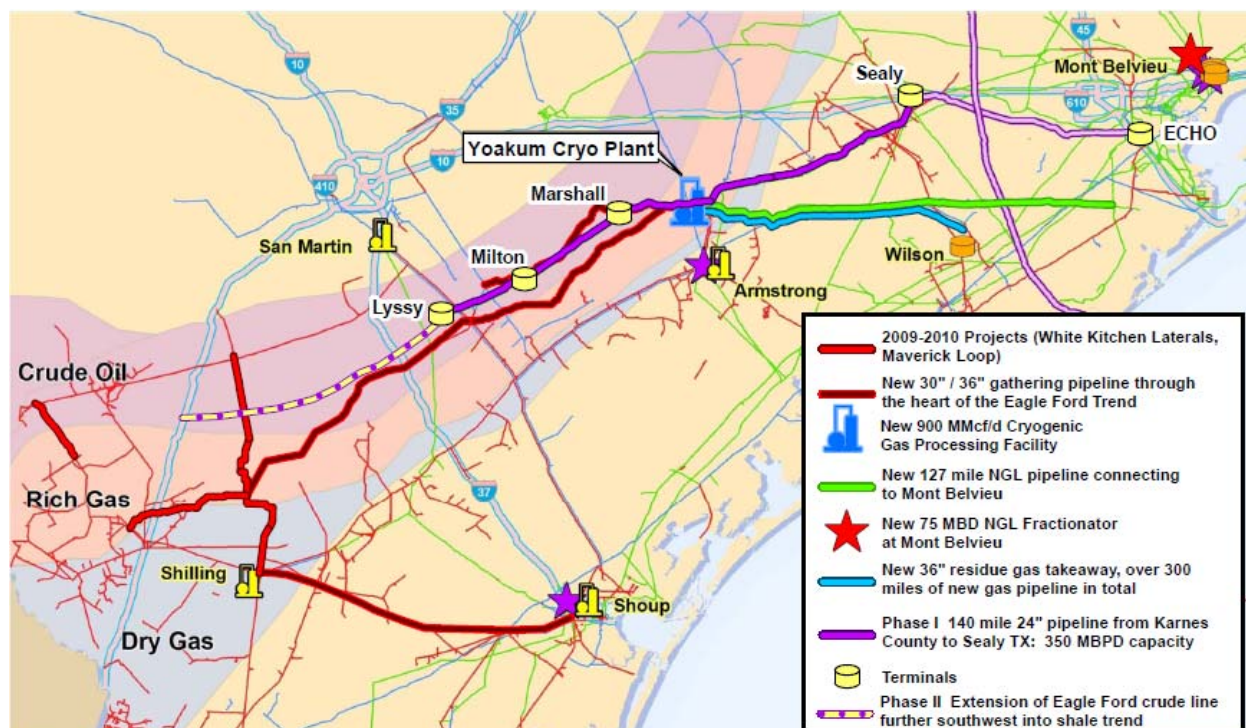 45
10
Sealy
Mont Belvieu
35
610
ECHO
Yoakum Cryo Plant
10
410
Marshall
San Martin
Milton
Wilson
Armstrong
Lyssy
Crude Oil
37
Rich Gas
Shilling
Shoup
Dry Gas
2009-2010 Projects (White Kitchen Laterals,
Maverick Loop)
New 30" / 36" gathering pipeline through
the heart of the Eagle Ford Trend
New 900 MMcf/d Cryogenic
Gas Processing Facility
New 127 mile NGL pipeline connecting
to Mont Belvieu
New 75 MBD NGL Fractionator
at Mont Belvieu
New 36" residue gas takeaway, over 300
miles of new gas pipeline in total
Phase I 140 mile 24" pipeline from Karnes
County to Sealy TX: 350 MBPD capacity
Terminals
Phase II Extension of Eagle Ford crude line
further southwest into shale trend